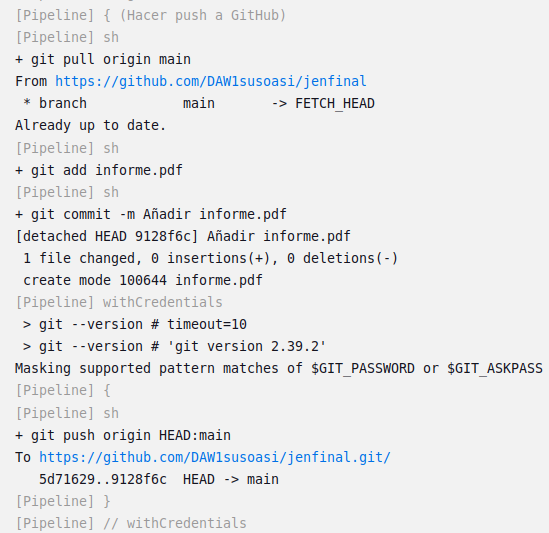 [Pipeline] { (Hacer push a GitHub)
[Pipeline] sh
+ git pull origin main
From https://github.com/DAW1susoasi/jenfinal
 * branch            main       -> FETCH_HEAD
Already up to date.
[Pipeline] sh
+ git add informe.pdf
[Pipeline] sh
+ git commit -m Añadir informe.pdf
[detached HEAD 9128f6c] Añadir informe.pdf
 1 file changed, 0 insertions(+), 0 deletions(-)
 create mode 100644 informe.pdf
[Pipeline] withCredentials
 > git --version # timeout=10
 > git --version # 'git version 2.39.2'
Masking supported pattern matches of $GIT_PASSWORD or $GIT_ASKPASS
[Pipeline] {
[Pipeline] sh
+ git push origin HEAD:main
To https://github.com/DAW1susoasi/jenfinal.git/
   5d71629..9128f6c  HEAD -> main
[Pipeline] }
[Pipeline] // withCredentials